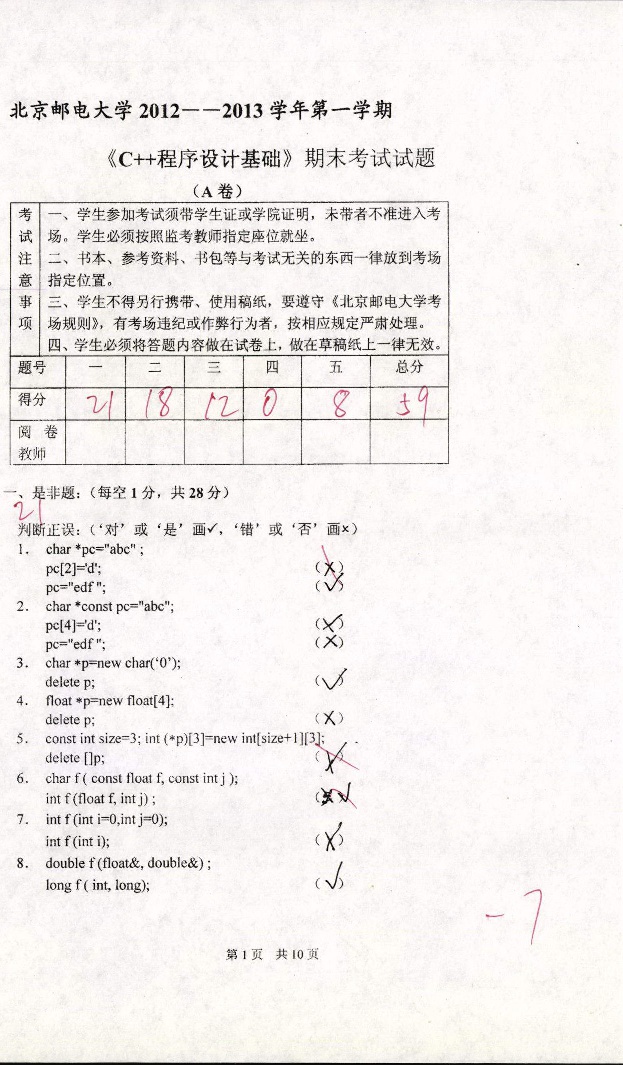 北京邮电大学 2012——2013 学年第一学期
《C++程序设计基础》期末考试试题
（A 卷）
考试注意事项
一、学生参加考试须带学生证或学院证明，未带者不准进入考
场。学生必须按照监考教师指定座位就坐。
二、书本、参考资料、书包等与考试无关的东西一律放到考场
指定位置。
三、学生不得另行携带、使用稿纸，要遵守《北京邮电大学考
场规则》，有考场违纪或作弊行为者，按相应规定严肃处理。
四、学生必须将答题内容做在试卷上，做在草稿纸上一律无效。
题号 一 二 三 四 五 总分
得分 21 18 12 0 8 59
阅 卷
教师
一、是非题：（每空 1 分，共 28 分）
21
判断正误：（‘对’或‘是’画✓，‘错’或‘否’画×）
1. char *pc="abc" ;
pc[2]='d'; （×）
pc="edf "; （✓）
2. char *const pc="abc";
pc[4]='d'; （×）
pc="edf "; （×）
3. char *p=new char(‘0’);
delete p; （✓）
4. float *p=new float[4];
delete p; （×）
5. const int size=3; int (*p)[3]=new int[size+1][3];
delete []p; （ ）
6. char f ( const float f, const int j );
int f (float f, int j) ; （✓）
7. int f (int i=0,int j=0);
int f (int i); （×）
8. double f (float&, double&) ;
long f ( int, long); （✓）
-7
第 1 页 共 10 页